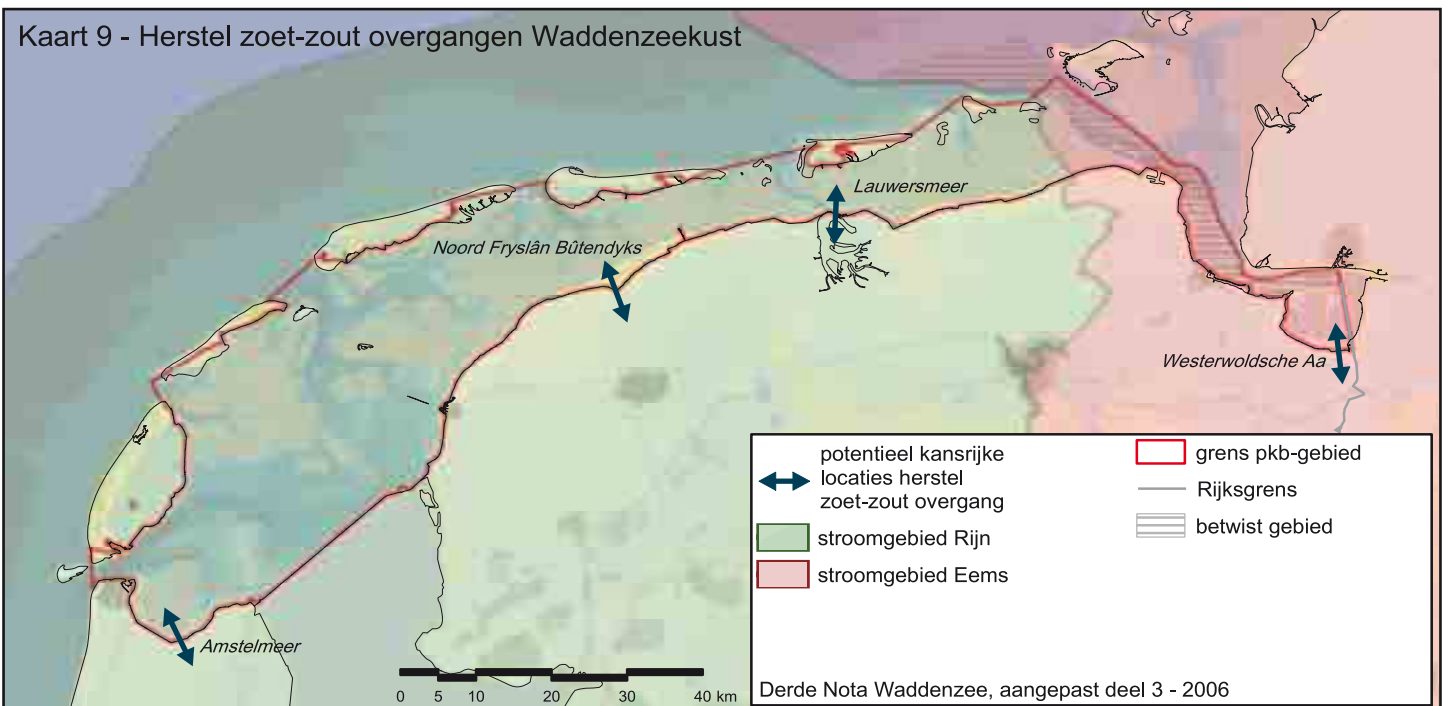 Kaart 9 - Herstel zoet-zout overgangen Waddenzeekust
Lauwersmeer
Noord Fryslân Bûtendyks
Westerwoldsche Aa
Amstelmeer
0 5 10 20 30 40 km
potentieel kansrijke
locaties herstel
zoet-zout overgang
stroomgebied Rijn
stroomgebied Eems
grens pkb-gebied
Rijksgrens
betwist gebied
Derde Nota Waddenzee, aangepast deel 3 - 2006